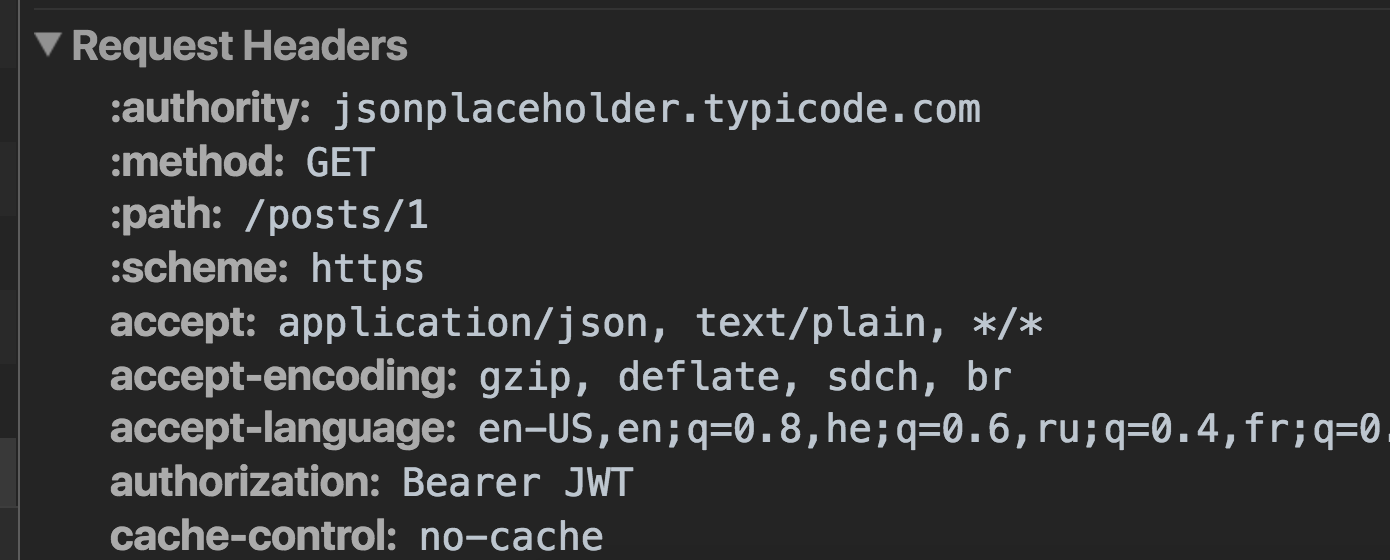 Request Headers
:authority: jsonplaceholder.typicode.com
:method: GET
:path: /posts/1
:scheme: https
accept: application/json, text/plain, */*
accept-encoding: gzip, deflate, sdch, br
accept-language: en-US,en;q=0.8,he;q=0.6,ru;q=0.4,fr;q=0.
authorization: Bearer JWT
cache-control: no-cache